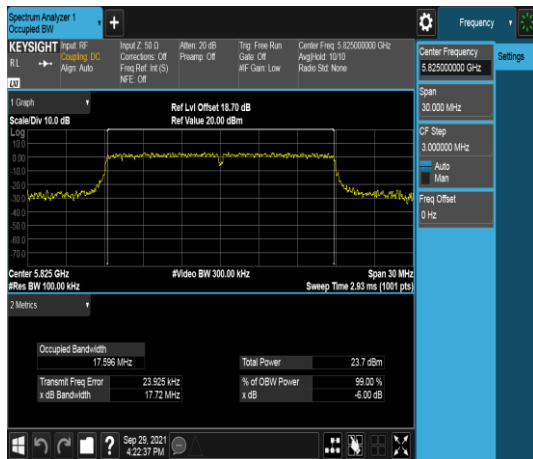 Spectrum Analyzer 1
Occupied BW
Frequency
KEYSIGHT
RL
LXI
Input: RF
Coupling: DC
Align: Auto
Input Z: 50 Ω
Corrections: Off
Freq Ref: Int (S)
NFE: Off
Atten: 20 dB
Preamp: Off
Trig: Free Run
Gate: Off
#IF Gain: Low
Center Freq: 5.825000000 GHz
Avg|Hold: 10/10
Radio Std: None
Center Frequency
5.825000000 GHz
Settings
Span
30.000 MHz
CF Step
3.000000 MHz
Auto
Man
Freq Offset
0 Hz
1 Graph
Scale/Div 10.0 dB
Ref Lvl Offset 18.70 dB
Ref Value 20.00 dBm
Log
10.0
0.00
-10.0
-20.0
-30.0
-40.0
-50.0
-60.0
-70.0
Center 5.825 GHz
#Res BW 100.00 kHz
#Video BW 300.00 kHz
Span 30 MHz
Sweep Time 2.93 ms (1001 pts)
2 Metrics
Occupied Bandwidth
17.596 MHz
Total Power 23.7 dBm
Transmit Freq Error 23.925 kHz
% of OBW Power 99.00 %
x dB Bandwidth 17.72 MHz
x dB -6.00 dB
Sep 29, 2021
4:22:37 PM